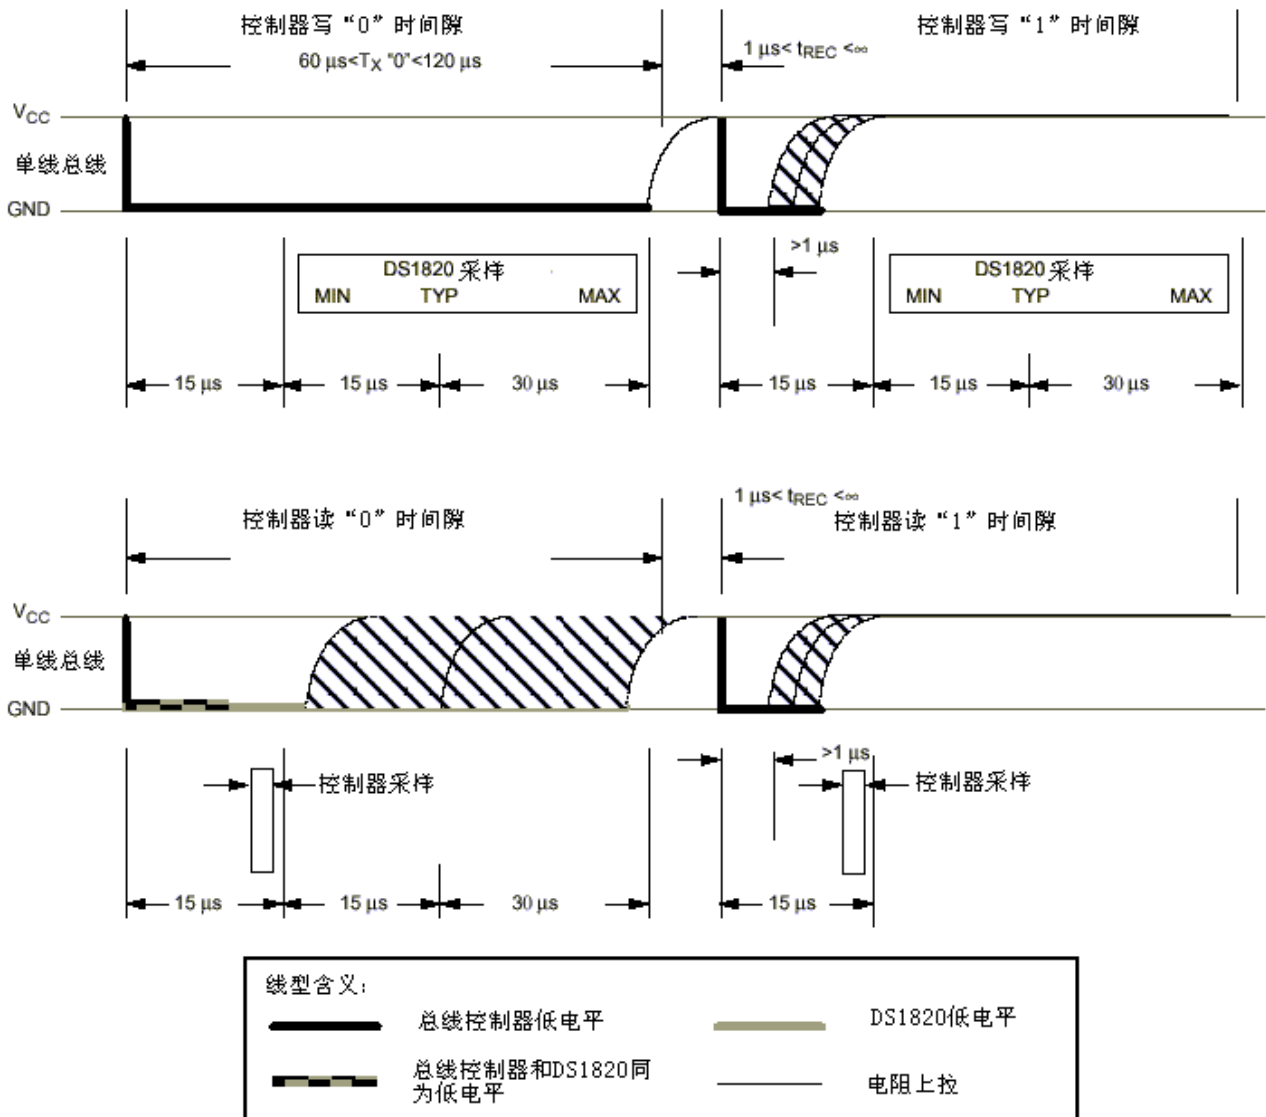 控制器写“0”时间隙
控制器写“1”时间隙
60 μs<TX “0”<120 μs
1 μs< tREC <∞
VCC
单线总线
GND
>1 μs
DS1820 采样
MIN TYP MAX
DS1820 采样
MIN TYP MAX
15 μs 15 μs 30 μs
15 μs 15 μs 30 μs
控制器读“0”时间隙
1 μs< tREC <∞
控制器读“1”时间隙
VCC
单线总线
GND
>1 μs
控制器采样
控制器采样
15 μs 15 μs 30 μs
15 μs
线型含义:
总线控制器低电平
DS1820低电平
总线控制器和DS1820同
为低电平
电阻上拉